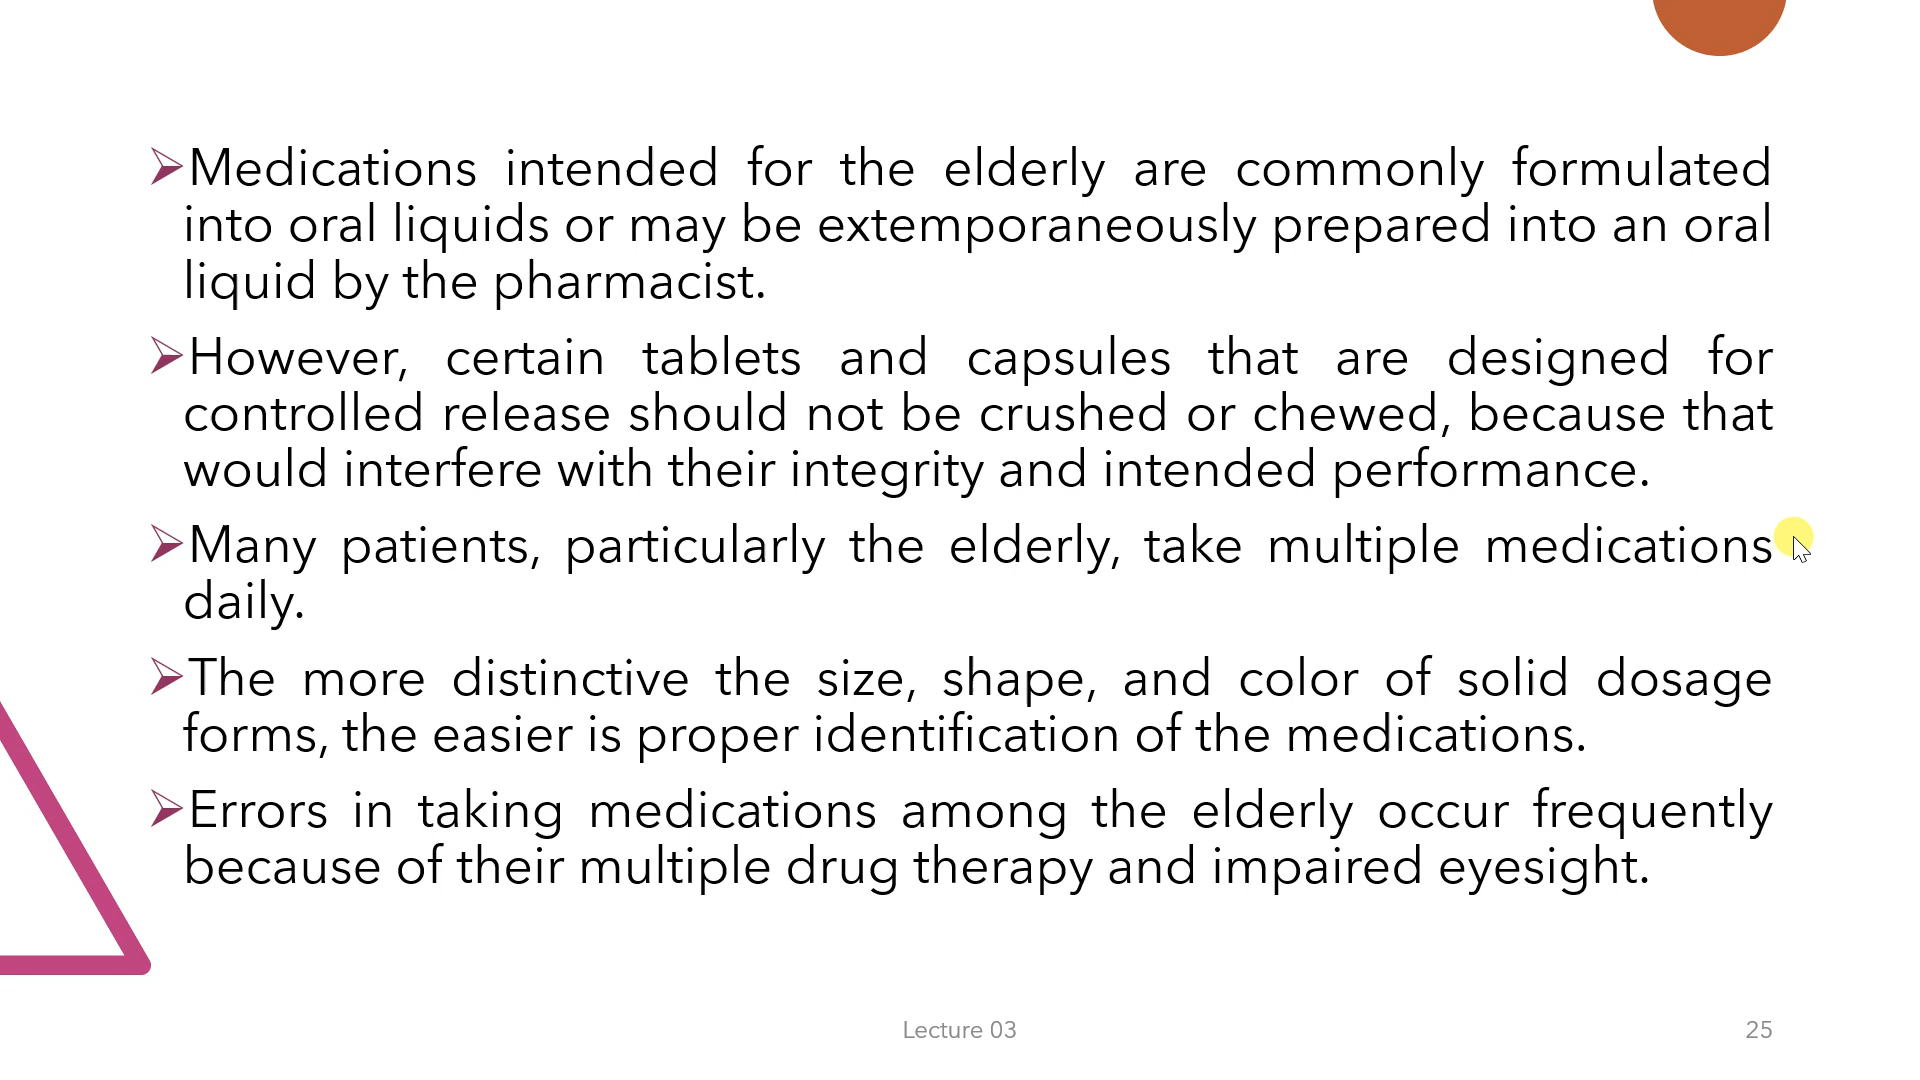 Medications intended for the elderly are commonly formulated
into oral liquids or may be extemporaneously prepared into an oral
liquid by the pharmacist.
However, certain tablets and capsules that are designed for
controlled release should not be crushed or chewed, because that
would interfere with their integrity and intended performance.
Many patients, particularly the elderly, take multiple medications
daily.
The more distinctive the size, shape, and color of solid dosage
forms, the easier is proper identification of the medications.
Errors in taking medications among the elderly occur frequently
because of their multiple drug therapy and impaired eyesight.
Lecture 03
25